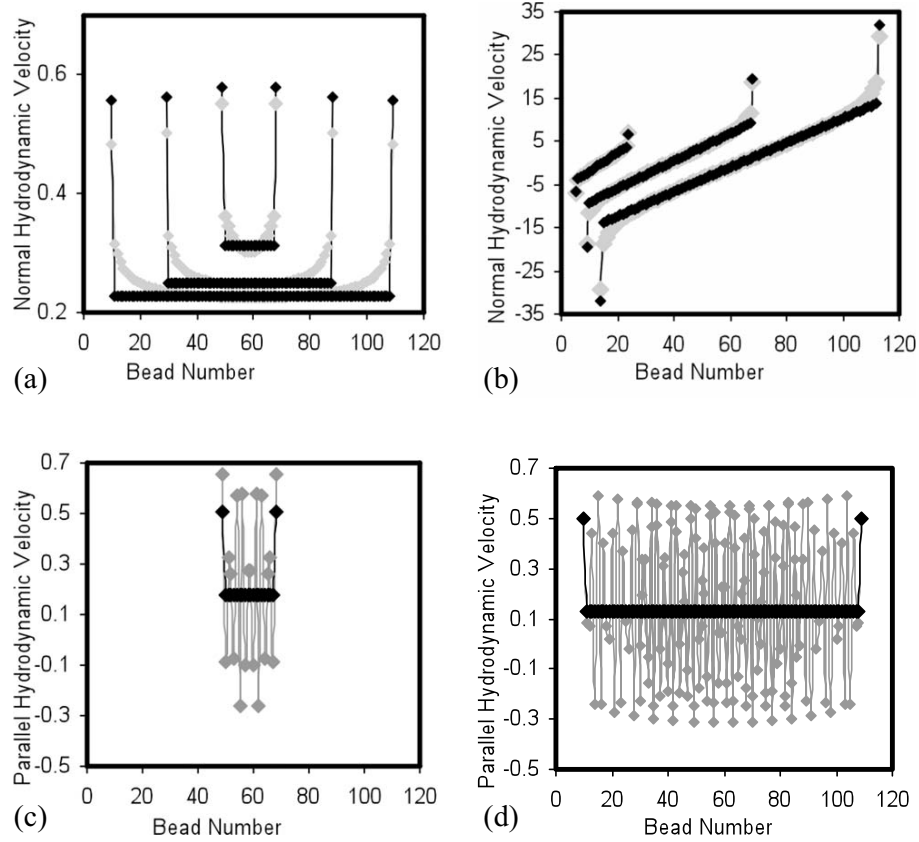 0.6
0.4
0.2
0 20 40 60 80 100 120
Normal Hydrodynamic Velocity
Bead Number
(a)
35
25
15
5
-5
-15
-25
-35
0 20 40 60 80 100 120
Normal Hydrodynamic Velocity
Bead Number
(b)
0.7
0.5
0.3
0.1
-0.1
-0.3
-0.5
0 20 40 60 80 100 120
Parallel Hydrodynamic Velocity
Bead Number
(c)
0.7
0.5
0.3
0.1
-0.1
-0.3
-0.5
0 20 40 60 80 100 120
Parallel Hydrodynamic Velocity
Bead Number
(d)